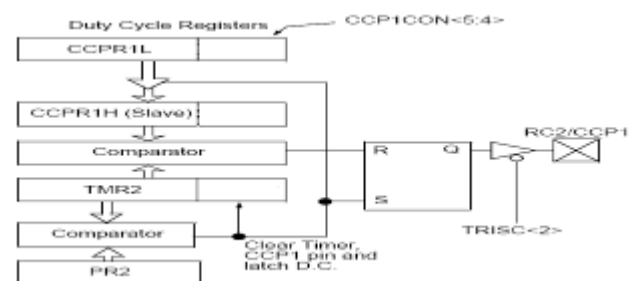 Duty Cycle Registers
CCP1CON<5:4>
CCPR1L
CCPR1H (Slave)
Comparator
R
Q
RC2/CCP1
TMR2
S
Comparator
Clear Timer,
CCP1 pin and
latch D.C.
TRISC<2>
PR2